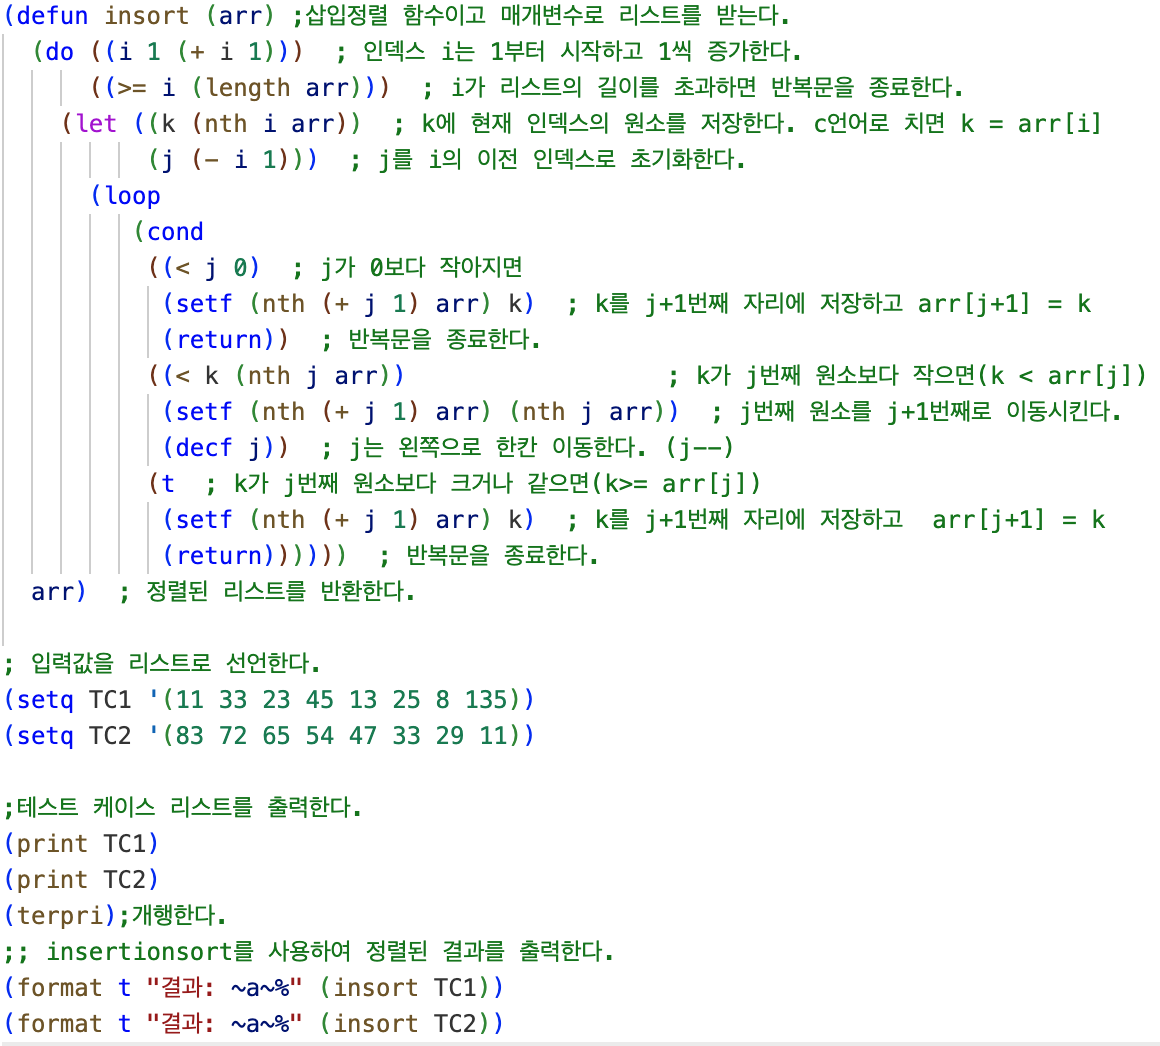 (defun insort (arr) ;삽입정렬 함수이고 매개변수로 리스트를 받는다.
  (do ((i 1 (+ i 1)))  ; 인덱스 i는 1부터 시작하고 1씩 증가한다.
      ((>= i (length arr)))  ; i가 리스트의 길이를 초과하면 반복문을 종료한다.
    (let ((k (nth i arr))  ; k에 현재 인덱스의 원소를 저장한다. c언어로 치면 k = arr[i]
          (j (- i 1)))  ; j를 i의 이전 인덱스로 초기화한다.
      (loop
         (cond
          ((< j 0)  ; j가 0보다 작아지면
           (setf (nth (+ j 1) arr) k)  ; k를 j+1번째 자리에 저장하고 arr[j+1] = k
           (return))  ; 반복문을 종료한다.
          ((< k (nth j arr))                  ; k가 j번째 원소보다 작으면(k < arr[j])
           (setf (nth (+ j 1) arr) (nth j arr))  ; j번째 원소를 j+1번째로 이동시킨다.
           (decf j))  ; j는 왼쪽으로 한칸 이동한다. (j--)
          (t  ; k가 j번째 원소보다 크거나 같으면(k>= arr[j])
           (setf (nth (+ j 1) arr) k)  ; k를 j+1번째 자리에 저장하고  arr[j+1] = k
           (return))))))  ; 반복문을 종료한다.
  arr)  ; 정렬된 리스트를 반환한다.
; 입력값을 리스트로 선언한다.
(setq TC1 '(11 33 23 45 13 25 8 135))
(setq TC2 '(83 72 65 54 47 33 29 11))
;테스트 케이스 리스트를 출력한다.
(print TC1)
(print TC2)
(terpri);개행한다.
;; insertionsort를 사용하여 정렬된 결과를 출력한다.
(format t "결과: ~a~%" (insort TC1))
(format t "결과: ~a~%" (insort TC2))